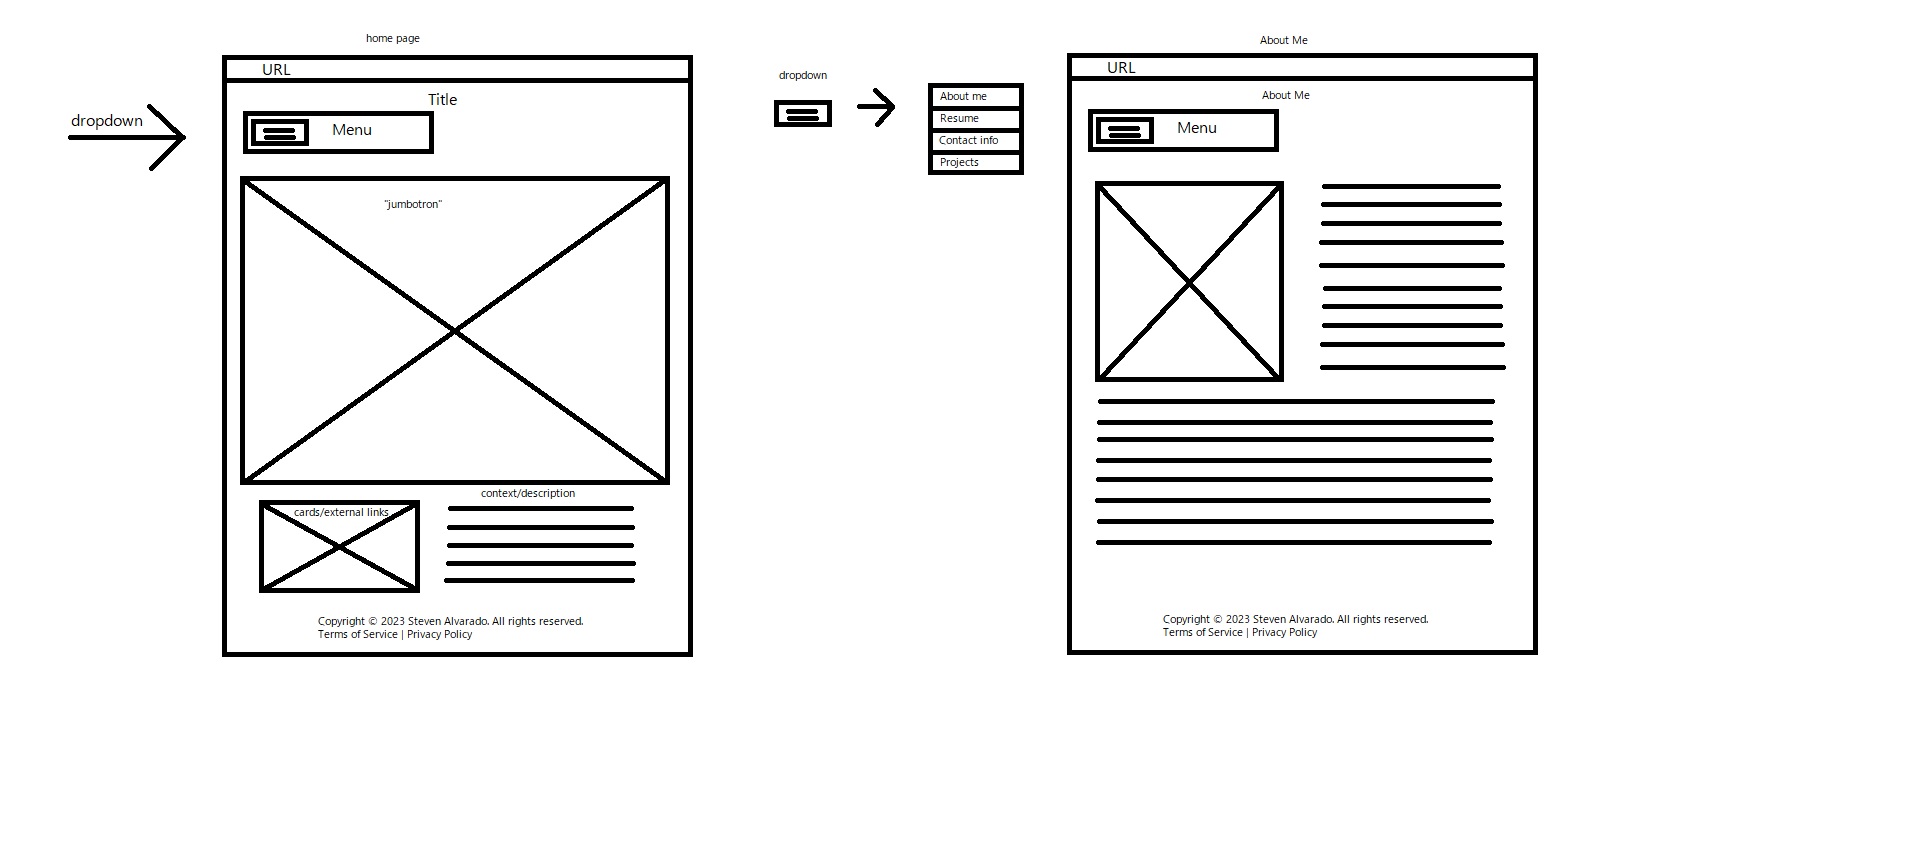 dropdown
home page
URL
Title
Menu
"jumbotron"
context/description
cards/external links
Copyright © 2023 Steven Alvarado. All rights reserved.
Terms of Service | Privacy Policy
dropdown
About me
Resume
Contact info
Projects
About Me
URL
About Me
Menu
Copyright © 2023 Steven Alvarado. All rights reserved.
Terms of Service | Privacy Policy